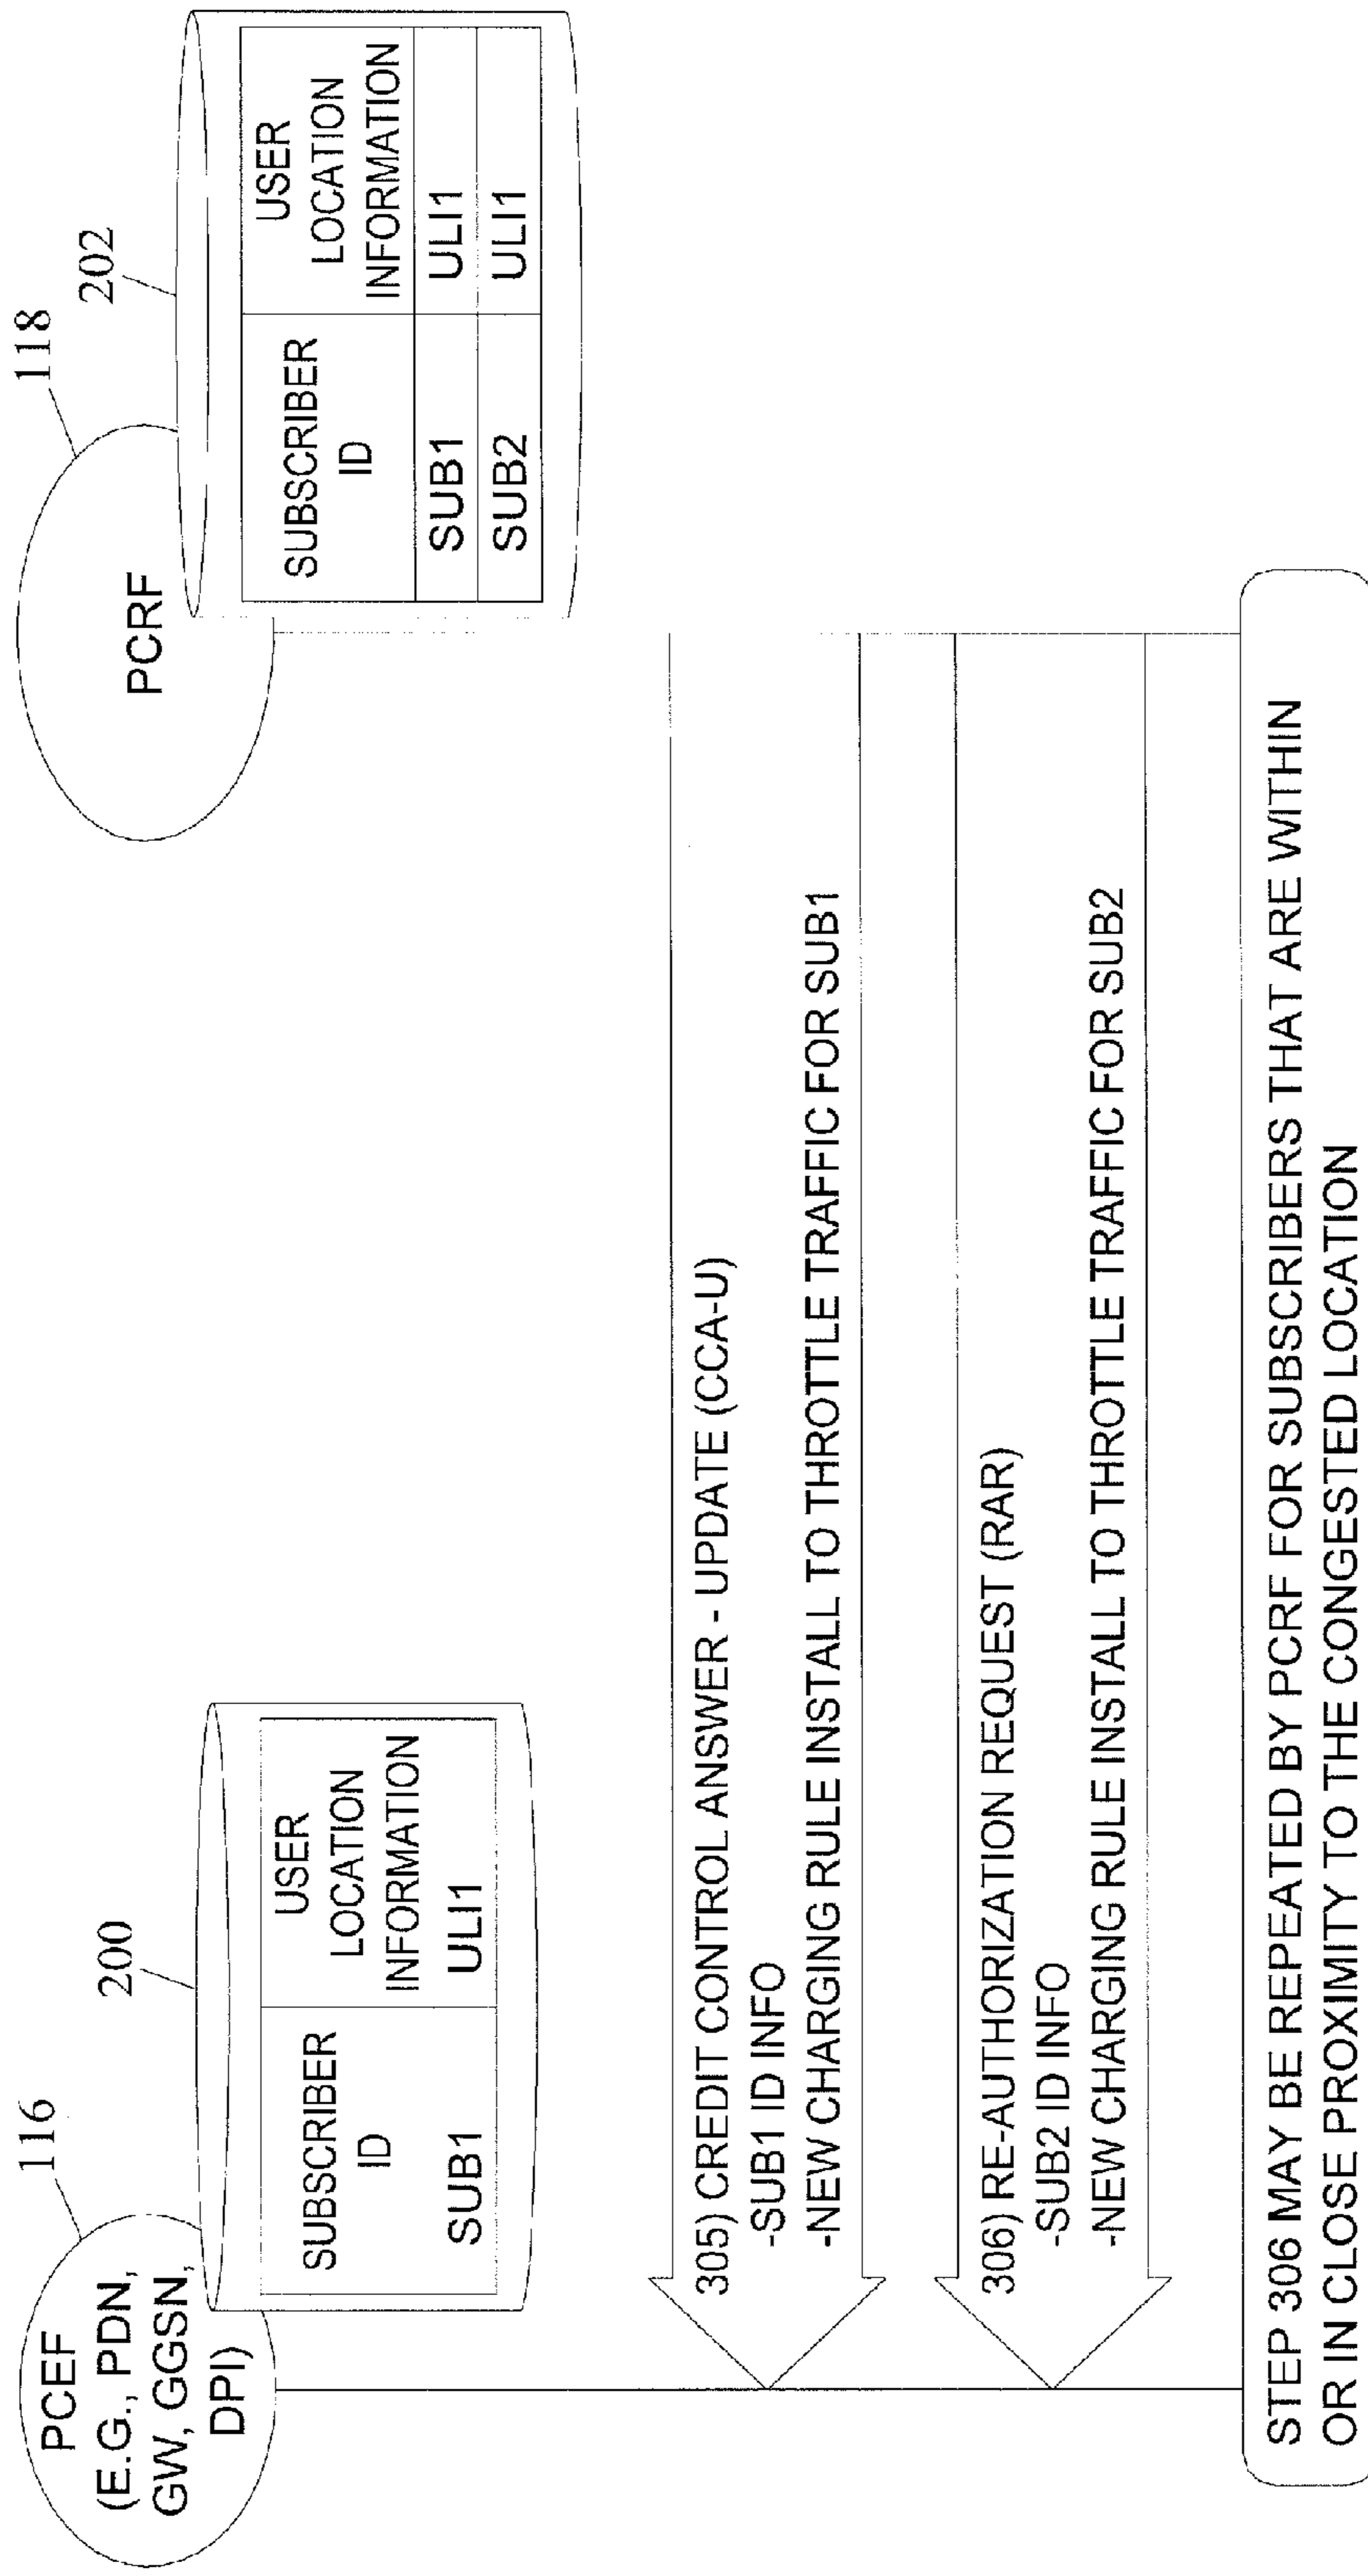 116
PCEF
(E.G., PDN,
GW, GGSN,
DPI)
200
SUBSCRIBER
ID
USER
LOCATION
INFORMATION
SUB1
ULI1
118
PCRF
202
SUBSCRIBER
ID
USER
LOCATION
INFORMATION
SUB1
ULI1
SUB2
ULI1
305) CREDIT CONTROL ANSWER - UPDATE (CCA-U)
-SUB1 ID INFO
-NEW CHARGING RULE INSTALL TO THROTTLE TRAFFIC FOR SUB1
306) RE-AUTHORIZATION REQUEST (RAR)
-SUB2 ID INFO
-NEW CHARGING RULE INSTALL TO THROTTLE TRAFFIC FOR SUB2
STEP 306 MAY BE REPEATED BY PCRF FOR SUBSCRIBERS THAT ARE WITHIN
OR IN CLOSE PROXIMITY TO THE CONGESTED LOCATION